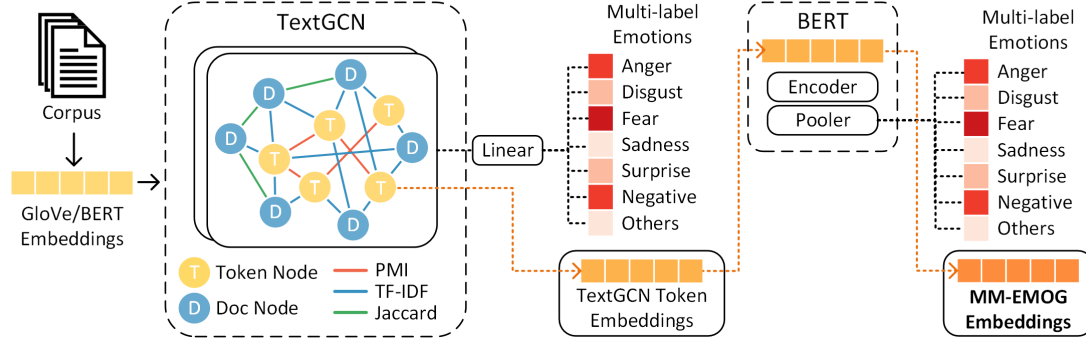 Corpus
GloVe/BERT
Embeddings
TextGCN
D
D
T
T
D
D
T
T
T
D
D
T
Token Node
D
Doc Node
PMI
TF-IDF
Jaccard
Linear
Multi-label
Emotions
Anger
Disgust
Fear
Sadness
Surprise
Negative
Others
TextGCN Token
Embeddings
BERT
Encoder
Pooler
Multi-label
Emotions
Anger
Disgust
Fear
Sadness
Surprise
Negative
Others
MM-EMOG
Embeddings